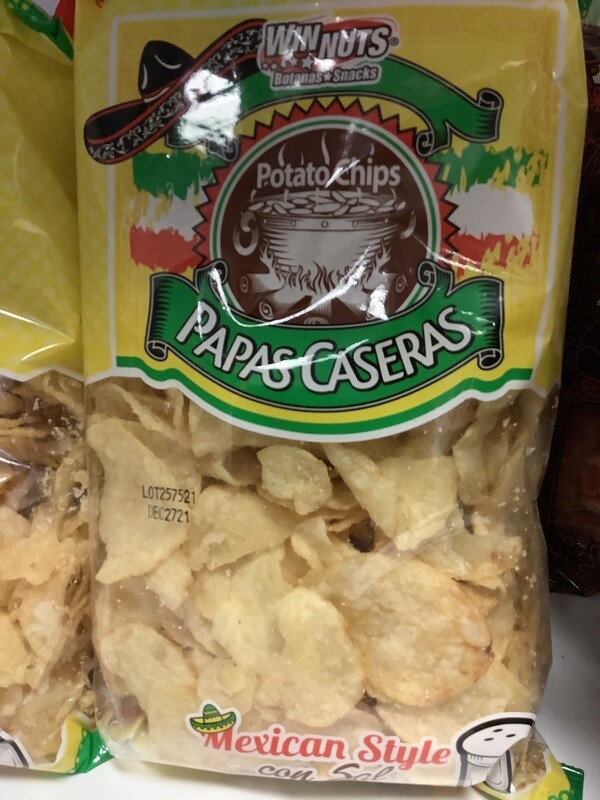 WIN NUTS®
Botanas Snacks
Potato Chips
PAPAS CASERAS
LOT257521
DEC2721
Mexican Style
con Sal